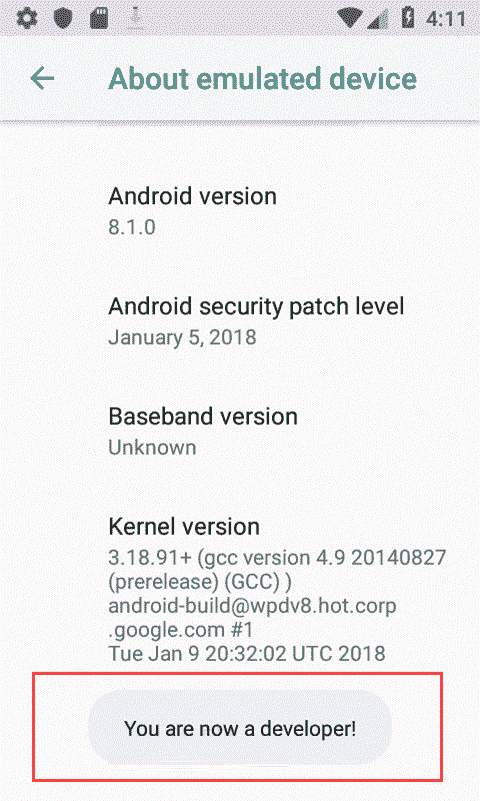 4:11
About emulated device
Android version
8.1.0
Android security patch level
January 5, 2018
Baseband version
Unknown
Kernel version
3.18.91+ (gcc version 4.9 20140827
(prerelease) (GCC) )
android-build@wpdv8.hot.corp
.google.com #1
Tue Jan 9 20:32:02 UTC 2018
You are now a developer!